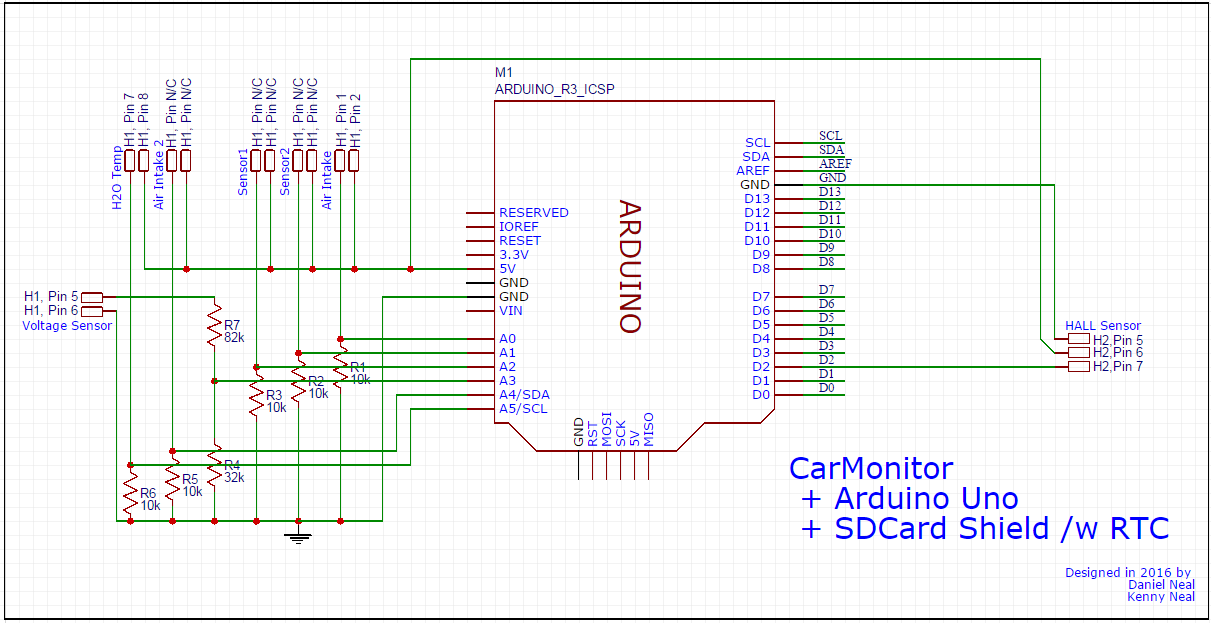 M1
ARDUINO_R3_ICSP
H1, Pin 7
H1, Pin 8
H1, Pin N/C
H1, Pin N/C
H1, Pin N/C
H1, Pin N/C
H1, Pin N/C
H1, Pin N/C
H1, Pin 1
H1, Pin 2
H2O Temp
Air Intake 2
Sensor1
Sensor2
Air Intake
H1, Pin 5
H1, Pin 6
Voltage Sensor
R7
82k
R1
10k
R2
10k
R3
10k
R4
32k
R5
10k
R6
10k
RESERVED
IOREF
RESET
3.3V
5V
GND
GND
VIN
A0
A1
A2
A3
A4/SDA
A5/SCL
ARDUINO
GND
RST
MOSI
SCK
5V
MISO
SCL
SDA
AREF
GND
D13
D12
D11
D10
D9
D8
D7
D6
D5
D4
D3
D2
D1
D0
SCL
SDA
AREF
GND
D13
D12
D11
D10
D9
D8
D7
D6
D5
D4
D3
D2
D1
D0
HALL Sensor
H2,Pin 5
H2,Pin 6
H2,Pin 7
CarMonitor
+ Arduino Uno
+ SDCard Shield /w RTC
Designed in 2016 by
Daniel Neal
Kenny Neal